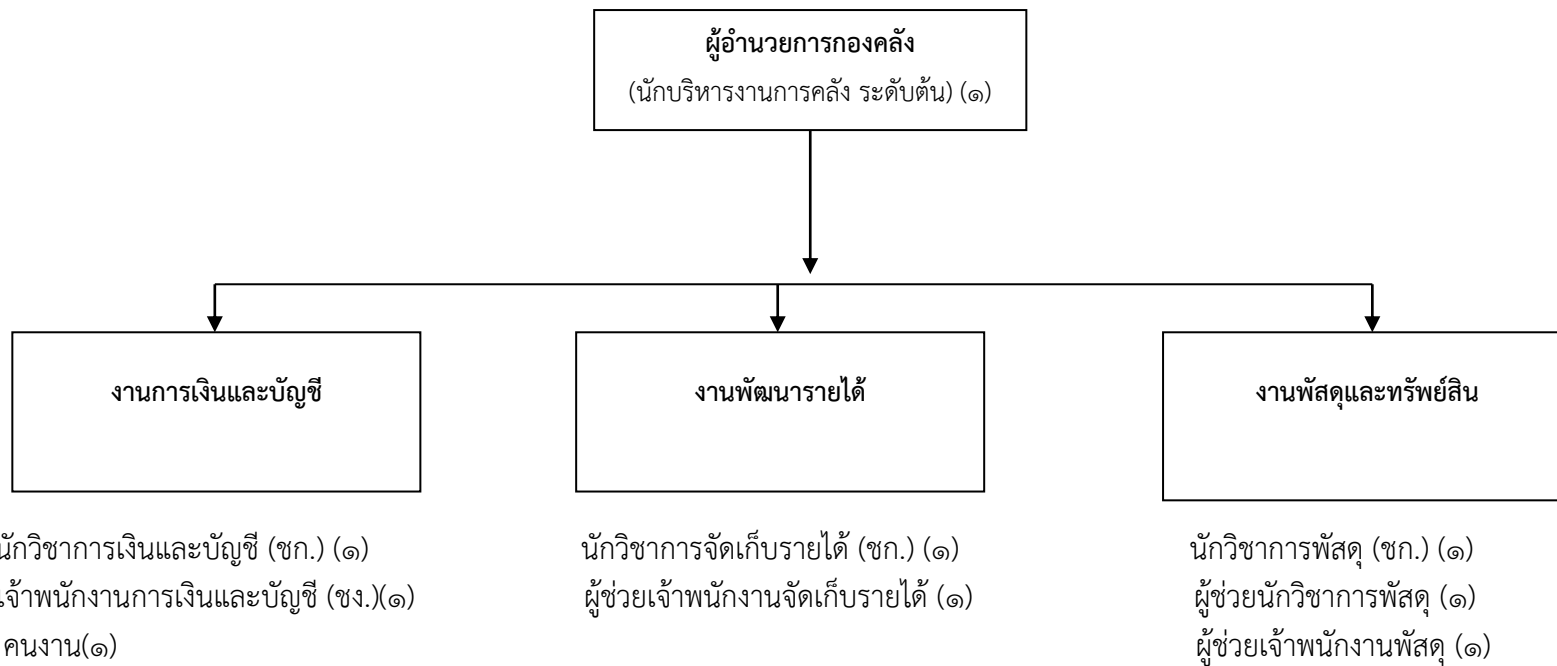 ผู้อำนวยการกองคลัง
(นักบริหารงานการคลัง ระดับต้น) (๑)
งานการเงินและบัญชี
งานพัฒนารายได้
งานพัสดุและทรัพย์สิน
นักวิชาการเงินและบัญชี (ชก.) (๑)
เจ้าพนักงานการเงินและบัญชี (ชง.)(๑)
คนงาน(๑)
นักวิชาการจัดเก็บรายได้ (ชก.) (๑)
ผู้ช่วยเจ้าพนักงานจัดเก็บรายได้ (๑)
นักวิชาการพัสดุ (ชก.) (๑)
ผู้ช่วยนักวิชาการพัสดุ (๑)
ผู้ช่วยเจ้าพนักงานพัสดุ (๑)